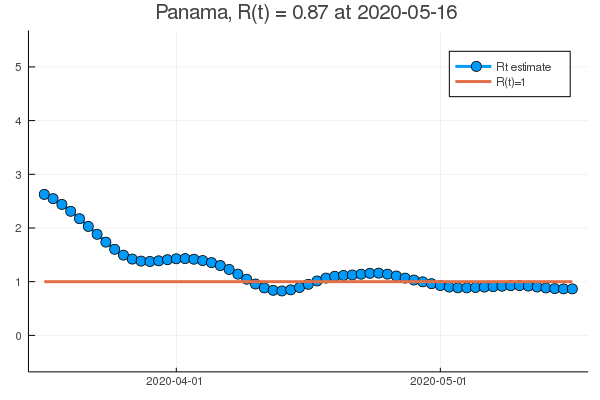 Panama, R(t) = 0.87 at 2020-05-16
5
4
3
2
1
0
Rt estimate
R(t)=1
2020-04-01
2020-05-01